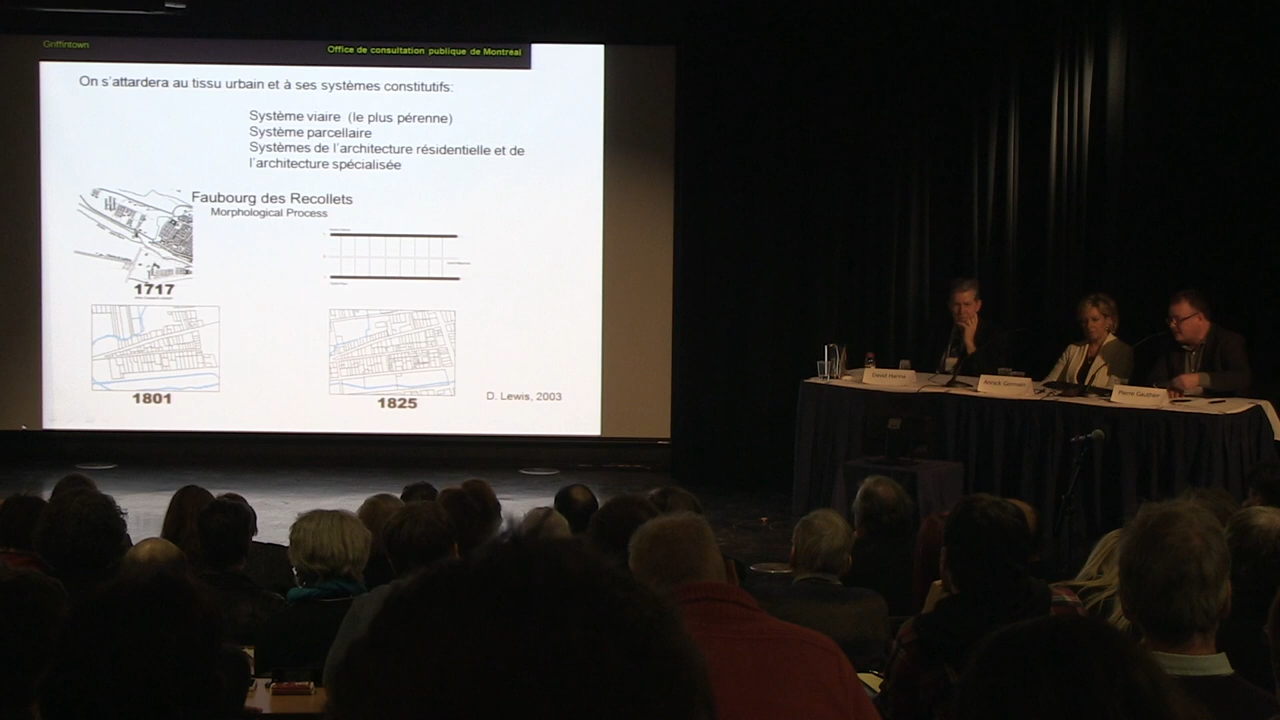 Griffintown
Office de consultation publique de Montréal
On s'attardera au tissu urbain et à ses systèmes constitutifs:
Système viaire (le plus pérenne)
Système parcellaire
Systèmes de l'architecture résidentielle et de
l'architecture spécialisée
Faubourg des Recollets
Morphological Process
1717
1801
1825
D. Lewis, 2003
David Hanna
Annick Germain
Pierre Gauthier